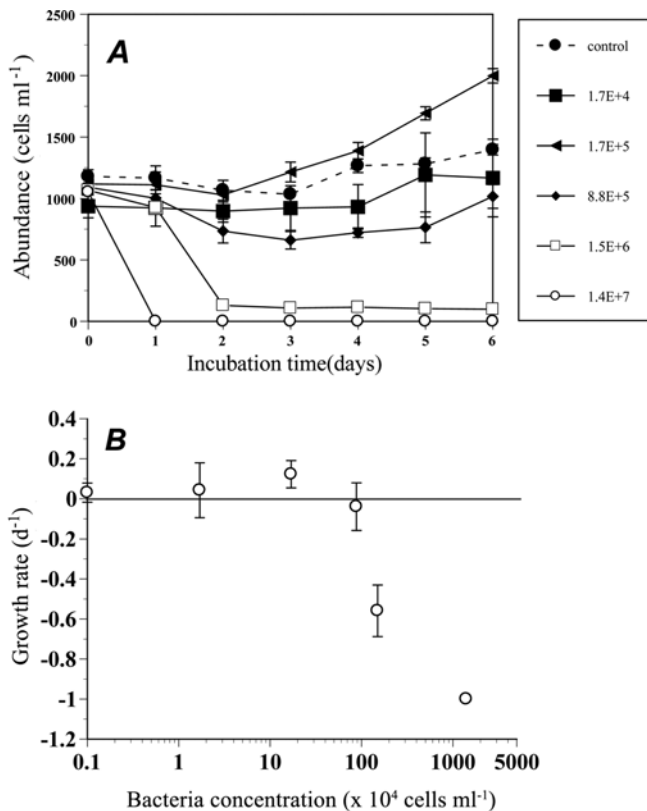 A
2500
2000
1500
1000
500
0
Abundance (cells ml⁻¹)
0 1 2 3 4 5 6
Incubation time(days)
control
1.7E+4
1.7E+5
8.8E+5
1.5E+6
1.4E+7
B
0.4
0.2
0
-0.2
-0.4
-0.6
-0.8
-1
-1.2
Growth rate (d⁻¹)
0.1 1 10 100 1000 5000
Bacteria concentration (x 10⁴ cells ml⁻¹)